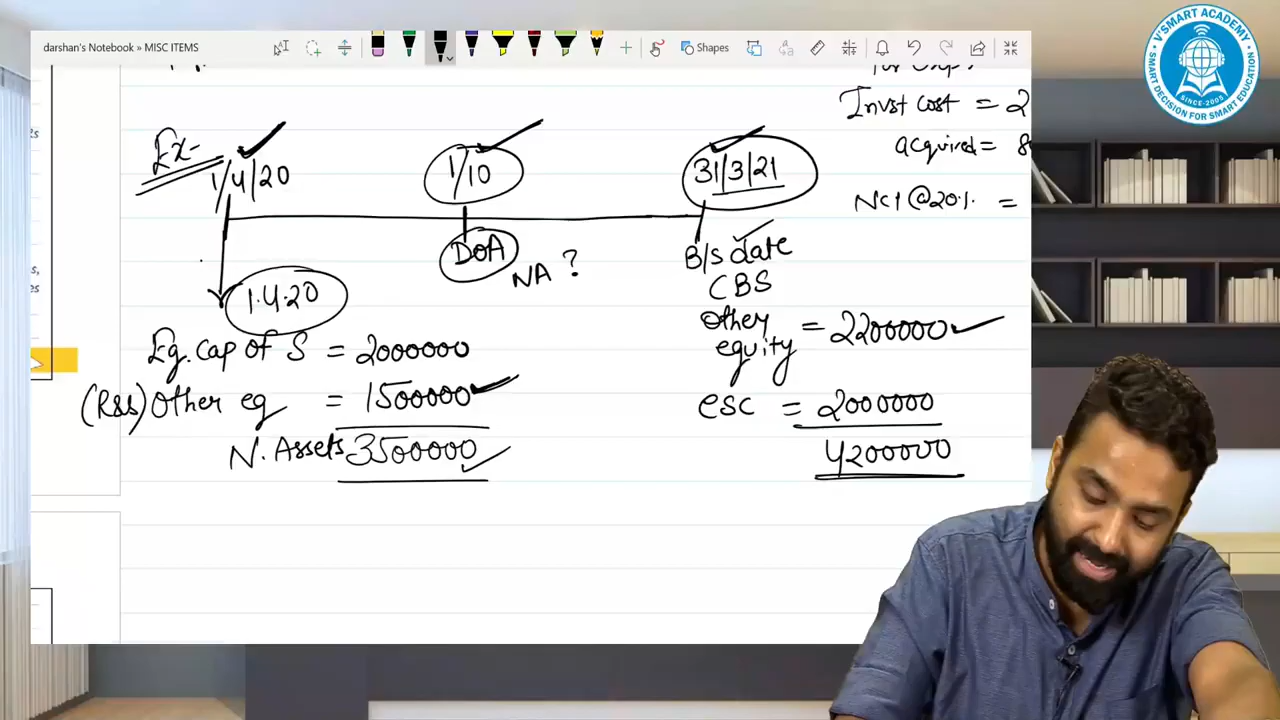 darshan's Notebook » MISC ITEMS
Shapes
V'SMART ACADEMY
SINCE-2005
SMART DECISION FOR SMART EDUCATION
Invst cost = 2
acquired = 8
NCI @20% =
Ex-
1/4/20
1/10
31/3/21
DOA
NA ?
B/s date
CBS
1.4.20
Eq. cap of S = 2000000
(R&S) Other eq = 1500000
N. Assets 3500000
other equity = 2200000
esc = 2000000
4200000